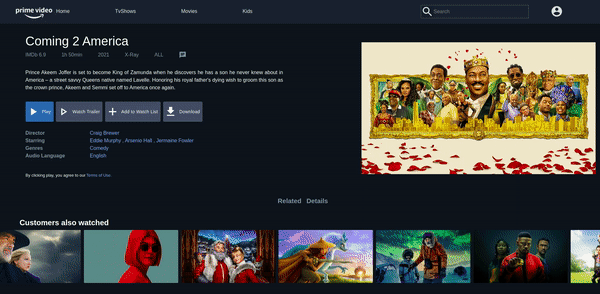 prime video
Home
TvShows
Movies
Kids
Search
Coming 2 America
IMDb 6.9 1h 50min 2021 X-Ray ALL
Prince Akeem Joffer is set to become King of Zamunda when he discovers he has a son he never knew about in
America – a street savvy Queens native named Lavelle. Honoring his royal father's dying wish to groom this son as
the crown prince, Akeem and Semmi set off to America once again.
Play
Watch Trailer
Add to Watch List
Download
Director Craig Brewer
Starring Eddie Murphy , Arsenio Hall , Jermaine Fowler
Genres Comedy
Audio Language English
By clicking play, you agree to our Terms of Use
Related Details
Customers also watched